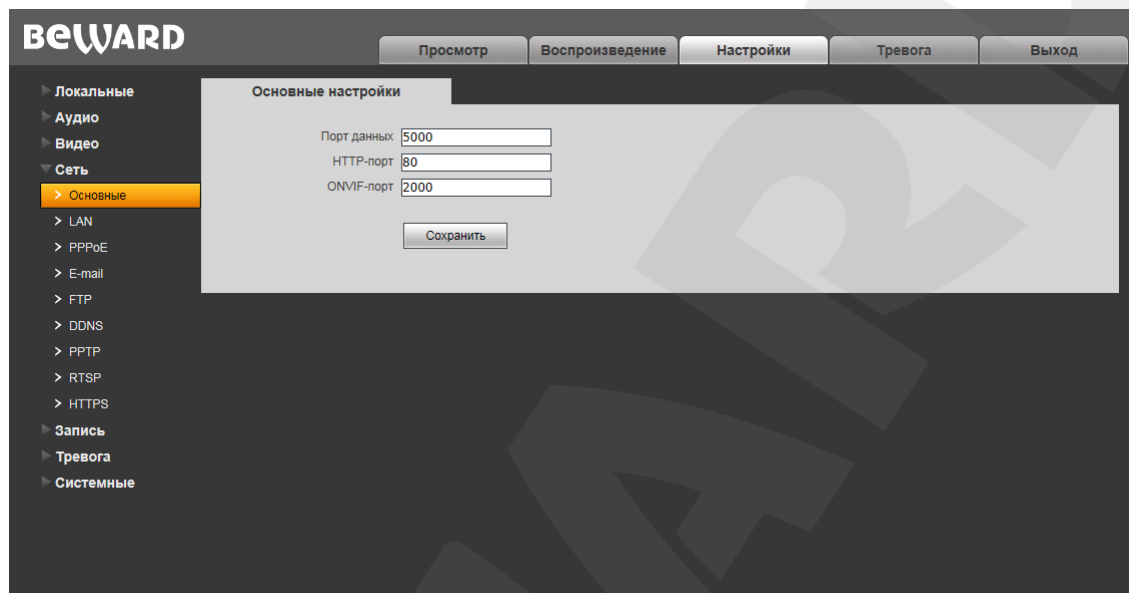 BEWARD
Просмотр
Воспроизведение
Настройки
Тревога
Выход
Локальные
Аудио
Видео
Сеть
> Основные
> LAN
> PPPoE
> E-mail
> FTP
> DDNS
> PPTP
> RTSP
> HTTPS
Запись
Тревога
Системные
Основные настройки
Порт данных 5000
HTTP-порт 80
ONVIF-порт 2000
Сохранить